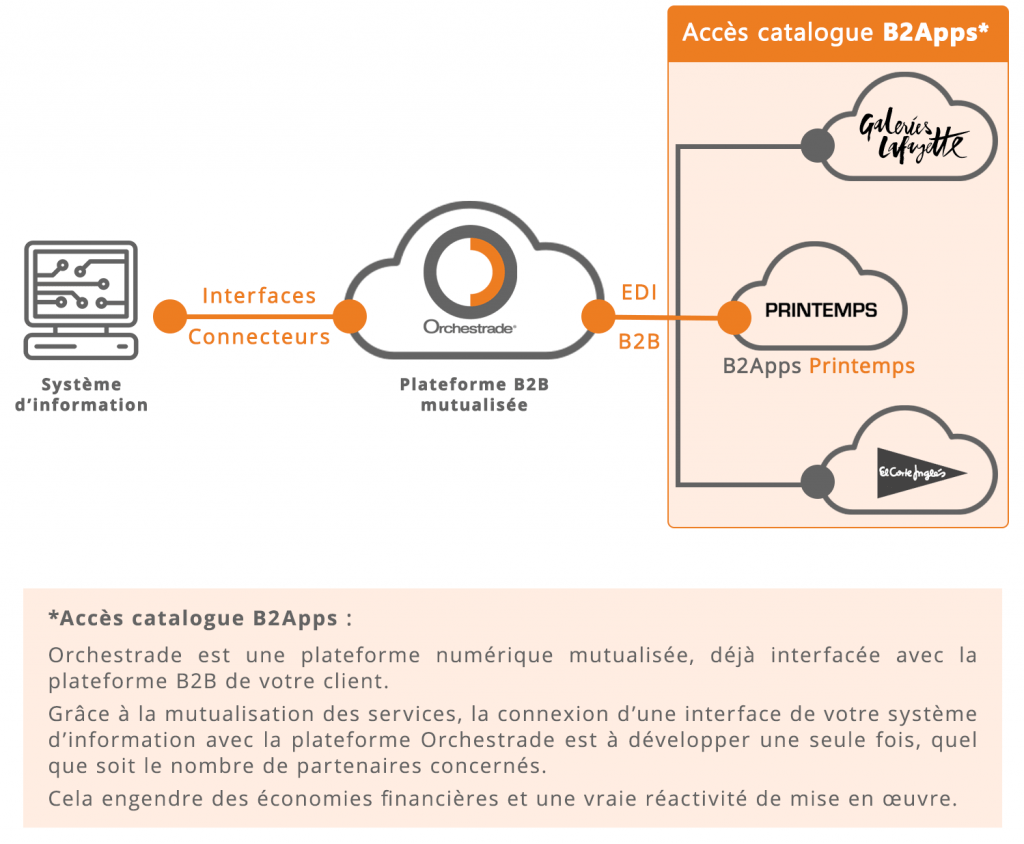 Accès catalogue B2Apps*
Galeries
Lafayette
Orchestrade®
Interfaces
Connecteurs
EDI
B2B
PRINTEMPS
B2Apps Printemps
Système
d’information
Plateforme B2B
mutualisée
El Corte Inglés
*Accès catalogue B2Apps :
Orchestrade est une plateforme numérique mutualisée, déjà interfacée avec la
plateforme B2B de votre client.
Grâce à la mutualisation des services, la connexion d’une interface de votre système
d’information avec la plateforme Orchestrade est à développer une seule fois, quel
que soit le nombre de partenaires concernés.
Cela engendre des économies financières et une vraie réactivité de mise en œuvre.